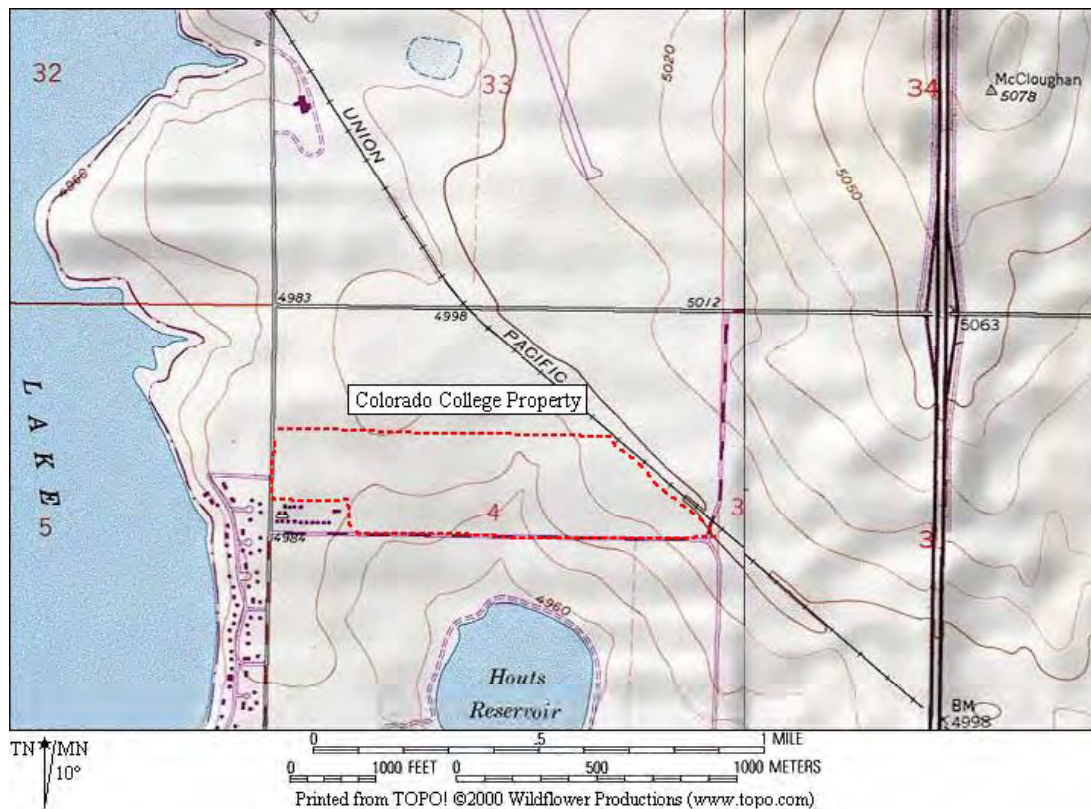 32
33
34
McCloughan
5078
5020
UNION
4960
5050
4983
5012
4998
5063
PACIFIC
LAKE
Colorado College Property
5
4
3
3
4984
4960
Houts
Reservoir
BM
4998
TN★/MN
10°
0 .5 1 MILE
0 1000 FEET 0 500 1000 METERS
Printed from TOPO! ©2000 Wildflower Productions (www.topo.com)